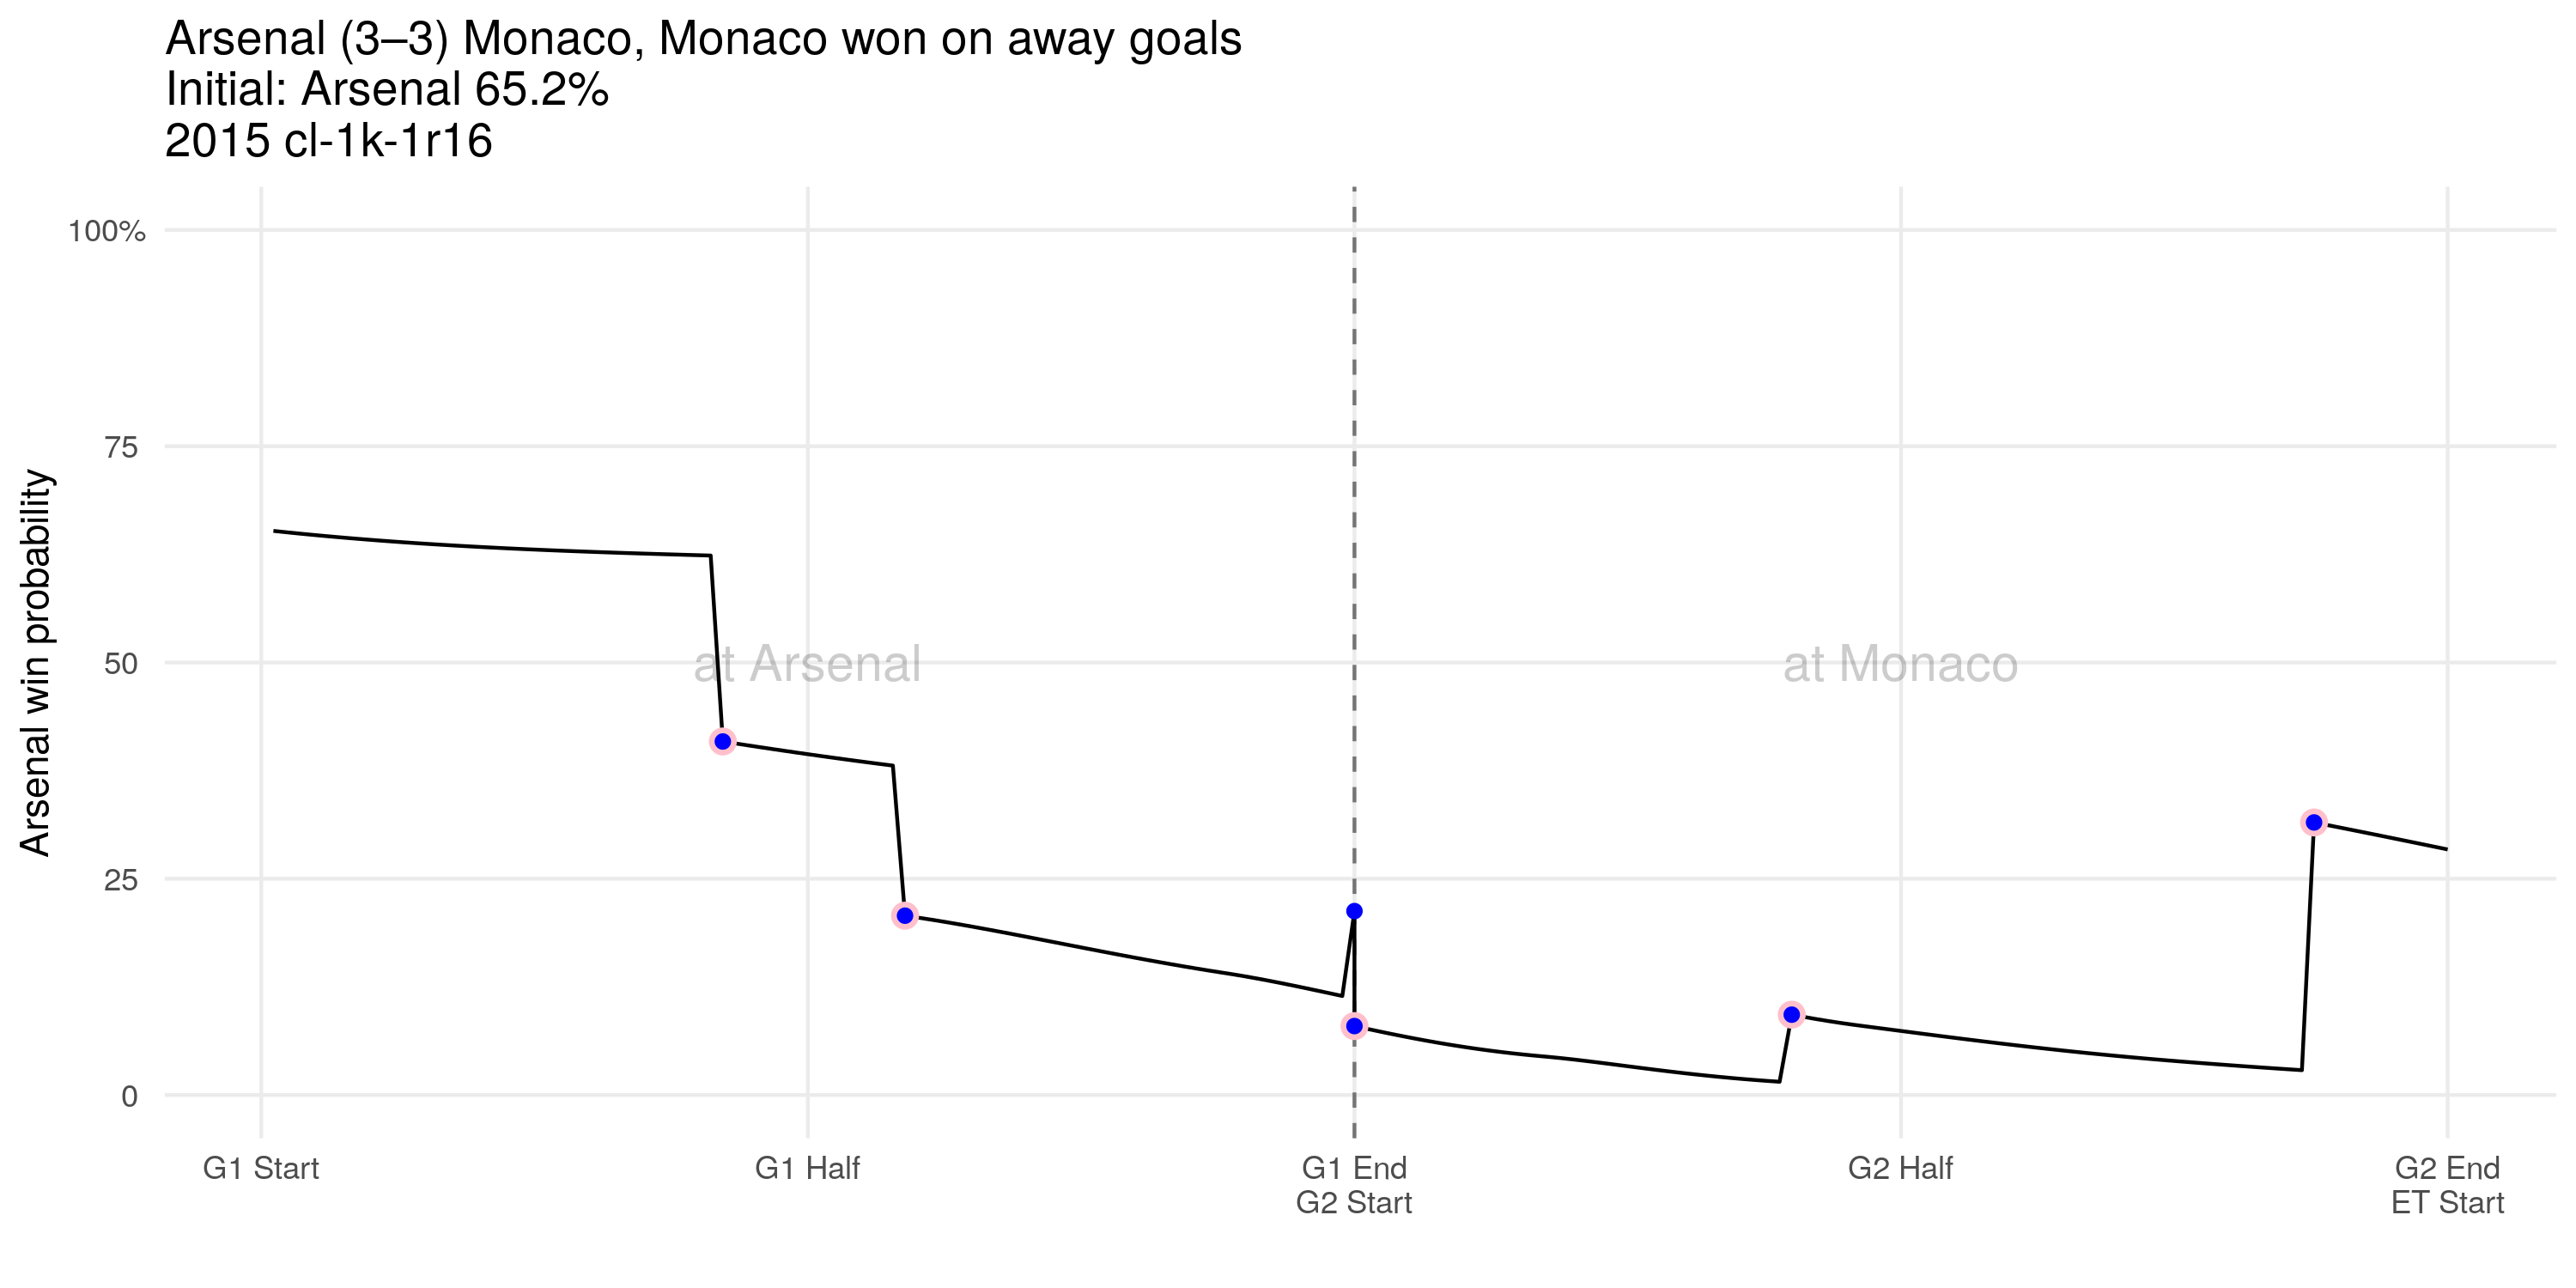 Arsenal (3–3) Monaco, Monaco won on away goals
Initial: Arsenal 65.2%
2015 cl-1k-1r16
Arsenal win probability
100%
75
50
25
0
at Arsenal
at Monaco
G1 Start
G1 Half
G1 End
G2 Start
G2 Half
G2 End
ET Start